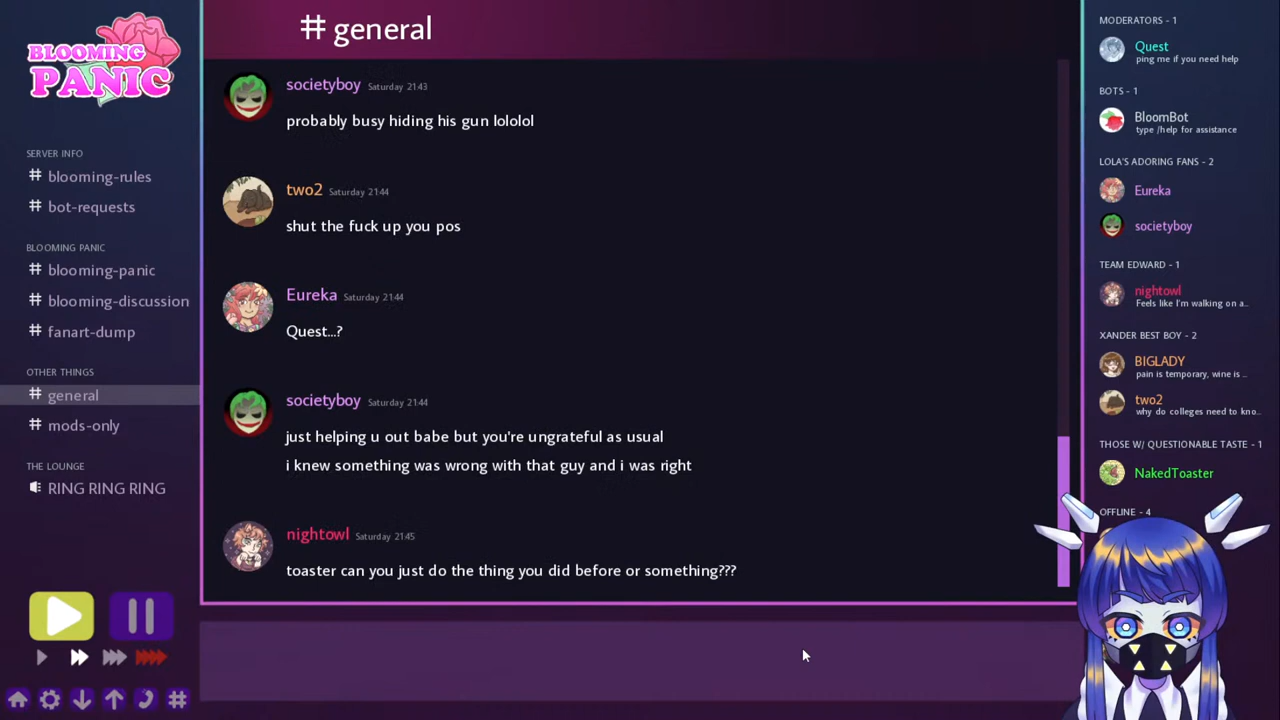 BLOOMING
PANIC
SERVER INFO
# blooming-rules
# bot-requests
BLOOMING PANIC
# blooming-panic
# blooming-discussion
# fanart-dump
OTHER THINGS
# general
# mods-only
THE LOUNGE
RING RING RING
# general
societyboy Saturday 21:43
probably busy hiding his gun lololol
two2 Saturday 21:44
shut the fuck up you pos
Eureka Saturday 21:44
Quest...?
societyboy Saturday 21:44
just helping u out babe but you're ungrateful as usual
i knew something was wrong with that guy and i was right
nightowl Saturday 21:45
toaster can you just do the thing you did before or something???
MODERATORS - 1
Quest
ping me if you need help
BOTS - 1
BloomBot
type /help for assistance
LOLA'S ADORING FANS - 2
Eureka
societyboy
TEAM EDWARD - 1
nightowl
Feels like I'm walking on a..
XANDER BEST BOY - 2
BIGLADY
pain is temporary, wine is ...
two2
why do colleges need to kno...
THOSE W/ QUESTIONABLE TASTE - 1
NakedToaster
OFFLINE - 4